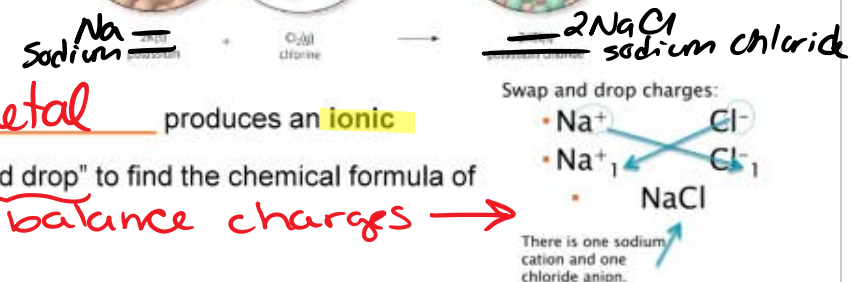 Na
Sodium
+
Cl₂(g)
chlorine
2NaCl
sodium chloride
etal produces an ionic
d drop" to find the chemical formula of
balance charges
Swap and drop charges:
• Na⁺ Cl⁻
• Na⁺₁ Cl⁻₁
• NaCl
There is one sodium
cation and one
chloride anion.